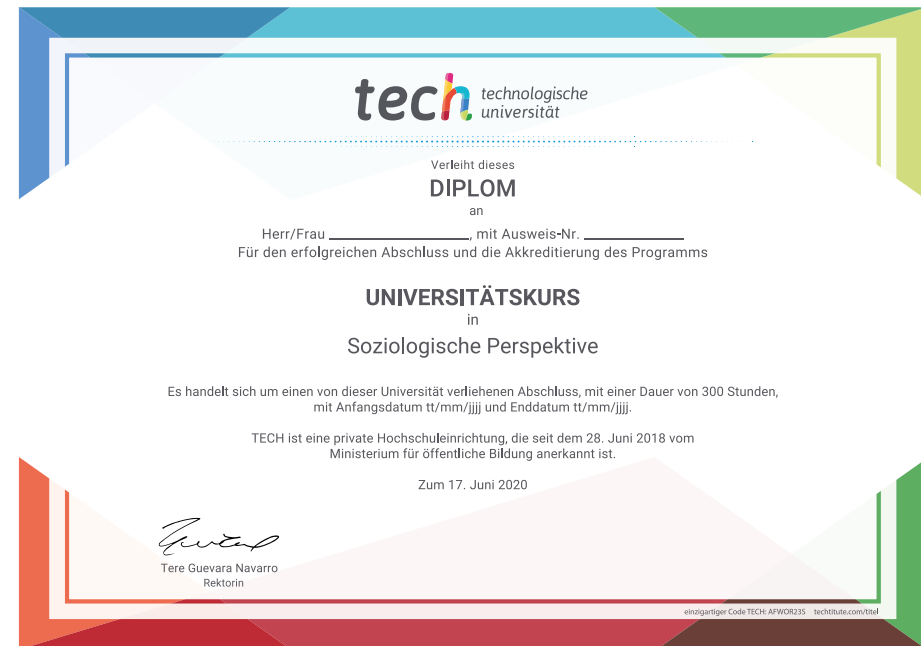 tech technologische
universität
Verleiht dieses
DIPLOM
an
Herr/Frau ____________, mit Ausweis-Nr. ____________
Für den erfolgreichen Abschluss und die Akkreditierung des Programms
UNIVERSITÄTSKURS
in
Soziologische Perspektive
Es handelt sich um einen von dieser Universität verliehenen Abschluss, mit einer Dauer von 300 Stunden,
mit Anfangsdatum tt/mm/jjjj und Enddatum tt/mm/jjjj.
TECH ist eine private Hochschuleinrichtung, die seit dem 28. Juni 2018 vom
Ministerium für öffentliche Bildung anerkannt ist.
Zum 17. Juni 2020
Tere Guevara Navarro
Rektorin
einzigartiger Code TECH: AFWOR23S techtitute.com/titel